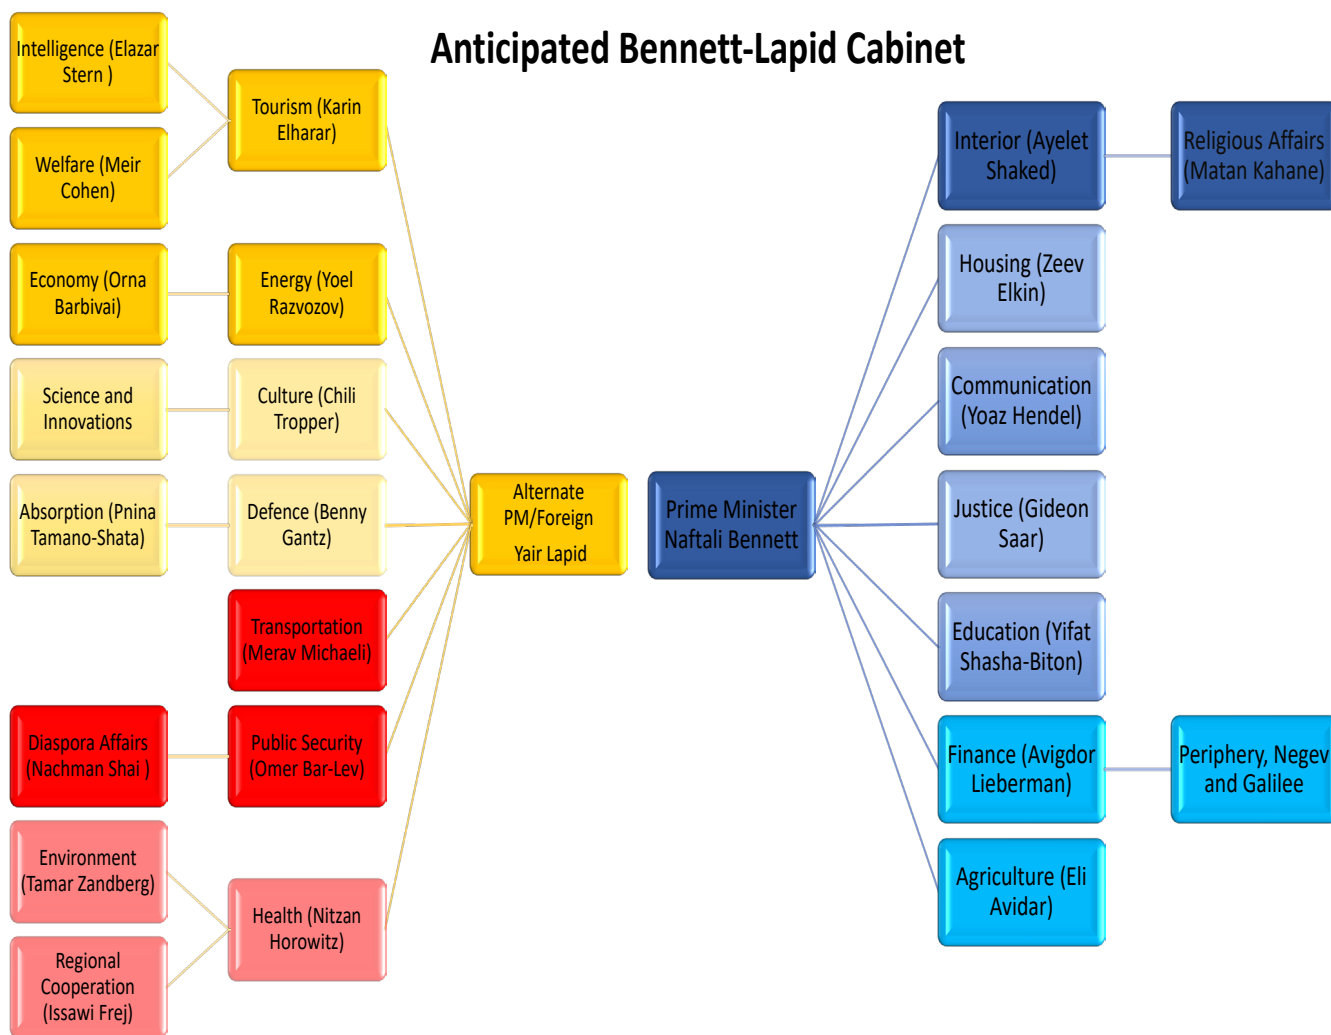 Anticipated Bennett-Lapid Cabinet
Intelligence (Elazar
Stern )
Welfare (Meir
Cohen)
Tourism (Karin
Elharar)
Economy (Orna
Barbivai)
Energy (Yoel
Razvozov)
Science and
Innovations
Culture (Chili
Tropper)
Absorption (Pnina
Tamano-Shata)
Defence (Benny
Gantz)
Transportation
(Merav Michaeli)
Diaspora Affairs
(Nachman Shai )
Public Security
(Omer Bar-Lev)
Environment
(Tamar Zandberg)
Regional
Cooperation
(Issawi Frej)
Health (Nitzan
Horowitz)
Alternate
PM/Foreign
Yair Lapid
Prime Minister
Naftali Bennett
Interior (Ayelet
Shaked)
Religious Affairs
(Matan Kahane)
Housing (Zeev
Elkin)
Communication
(Yoaz Hendel)
Justice (Gideon
Saar)
Education (Yifat
Shasha-Biton)
Finance (Avigdor
Lieberman)
Periphery, Negev
and Galilee
Agriculture (Eli
Avidar)